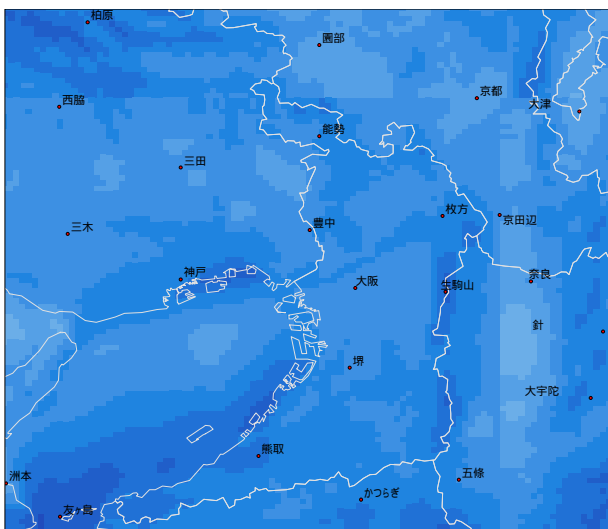 柏原
園部
京都
西脇
大津
能勢
三田
枚方
京田辺
三木
豊中
神戸
奈良
大阪
生駒山
針
堺
大宇陀
熊取
五條
洲本
かつらぎ
友ヶ島